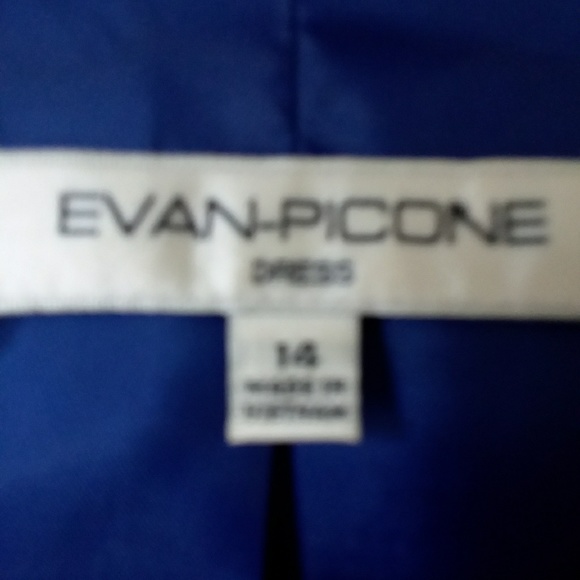 EVAN-PICONE
DRESS
14
MADE IN
VIETNAM